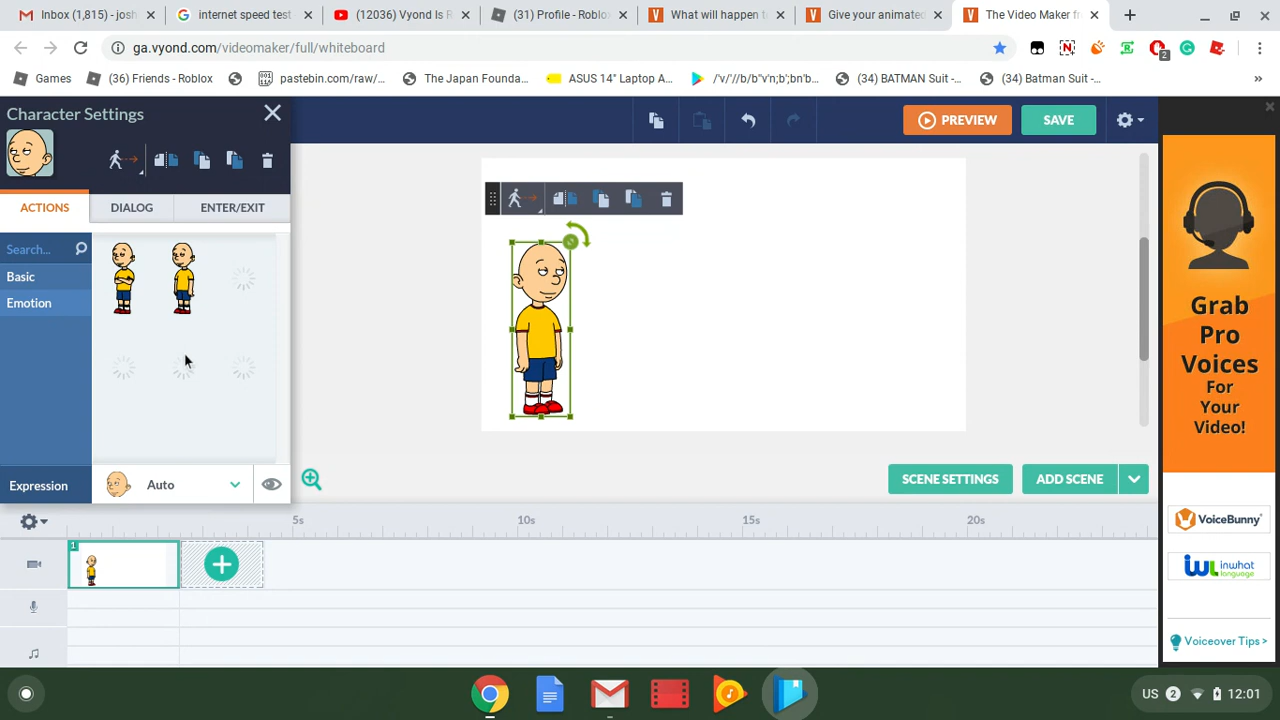 Inbox (1,815) - josh
internet speed test
(12036) Vyond Is R
(31) Profile - Roblox
What will happen t
Give your animated
The Video Maker fr
ga.vyond.com/videomaker/full/whiteboard
2
Games
(36) Friends - Roblox
pastebin.com/raw/...
The Japan Founda...
ASUS 14" Laptop A...
/'v/'//b/b"v'n;b';bn'b...
(34) BATMAN Suit -...
(34) Batman Suit -...
»
Character Settings
PREVIEW
SAVE
ACTIONS
DIALOG
ENTER/EXIT
Search...
Basic
Emotion
Expression
Auto
SCENE SETTINGS
ADD SCENE
5s
10s
15s
20s
1
Grab
Pro
Voices
For
Your
Video!
VoiceBunny
inwhat
language
Voiceover Tips >
US
2
12:01